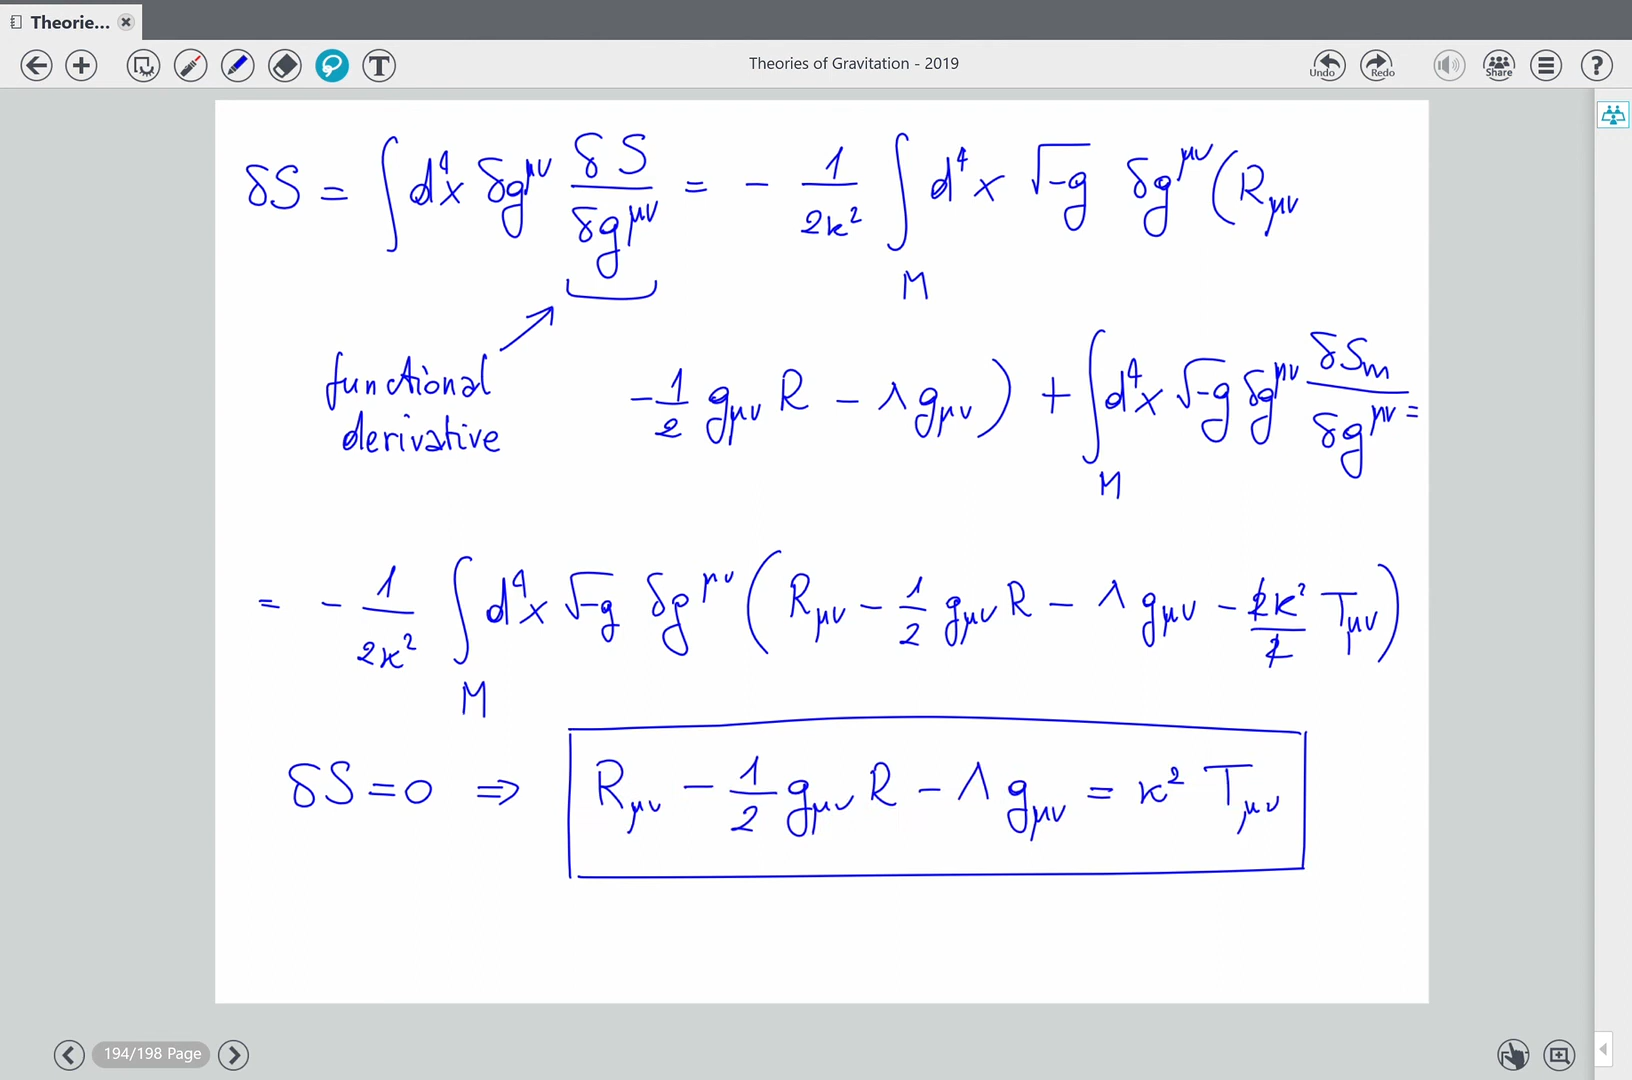 Theorie...
Theories of Gravitation - 2019
Undo Redo Share
δS = ∫ d⁴x δg^μν δS/δg^μν = - 1/2κ² ∫_M d⁴x √-g δg^μν (R_μν
functional
derivative
- 1/2 g_μν R - Λ g_μν) + ∫_M d⁴x √-g δg^μν δS_m/δg^μν =
= - 1/2κ² ∫_M d⁴x √-g δg^μν (R_μν - 1/2 g_μν R - Λ g_μν - 2κ²/2 T_μν)
δS = 0 ⇒ R_μν - 1/2 g_μν R - Λ g_μν = κ² T_μν
194/198 Page